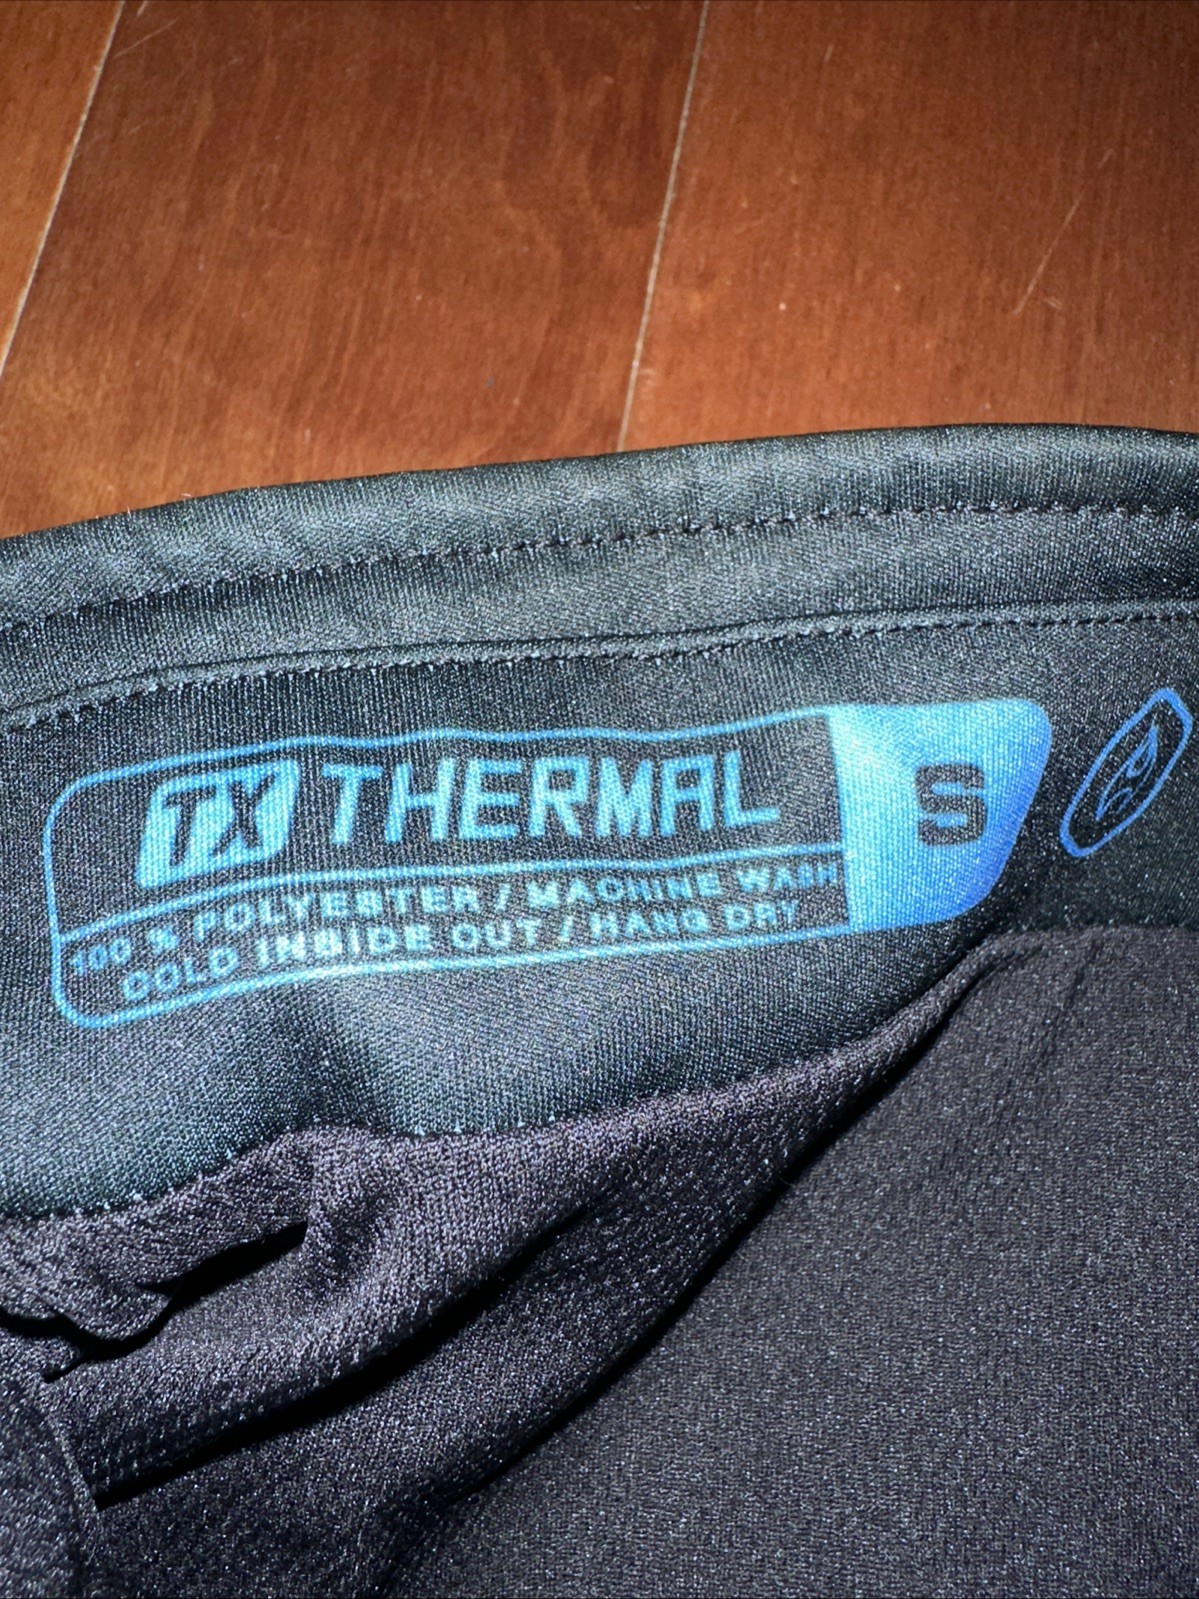 TX THERMAL
S
100 % POLYESTER / MACHINE WASH
COLD INSIDE OUT / HANG DRY